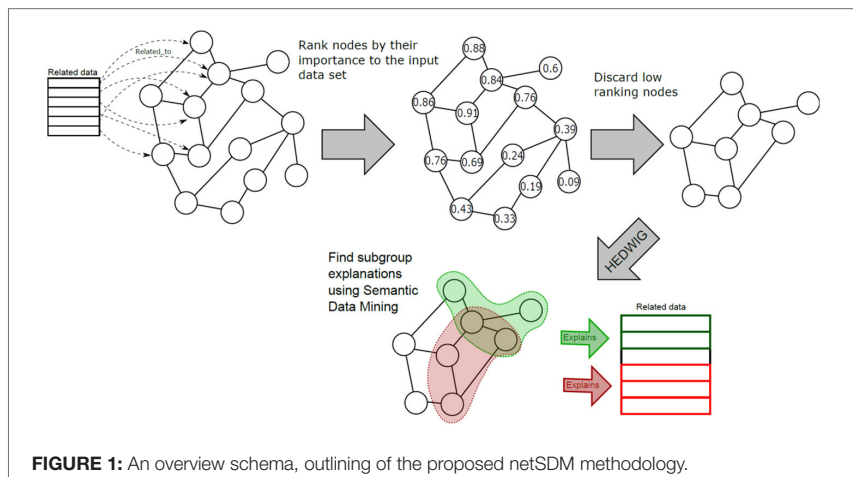 Related_to
Related data
Rank nodes by their
importance to the input
data set
0.88
0.6
0.84
0.76
0.86
0.91
0.39
0.76
0.69
0.24
0.19
0.09
0.43
0.33
Discard low
ranking nodes
HEDWIG
Find subgroup
explanations
using Semantic
Data Mining
Explains
Explains
Related data
FIGURE 1: An overview schema, outlining of the proposed netSDM methodology.